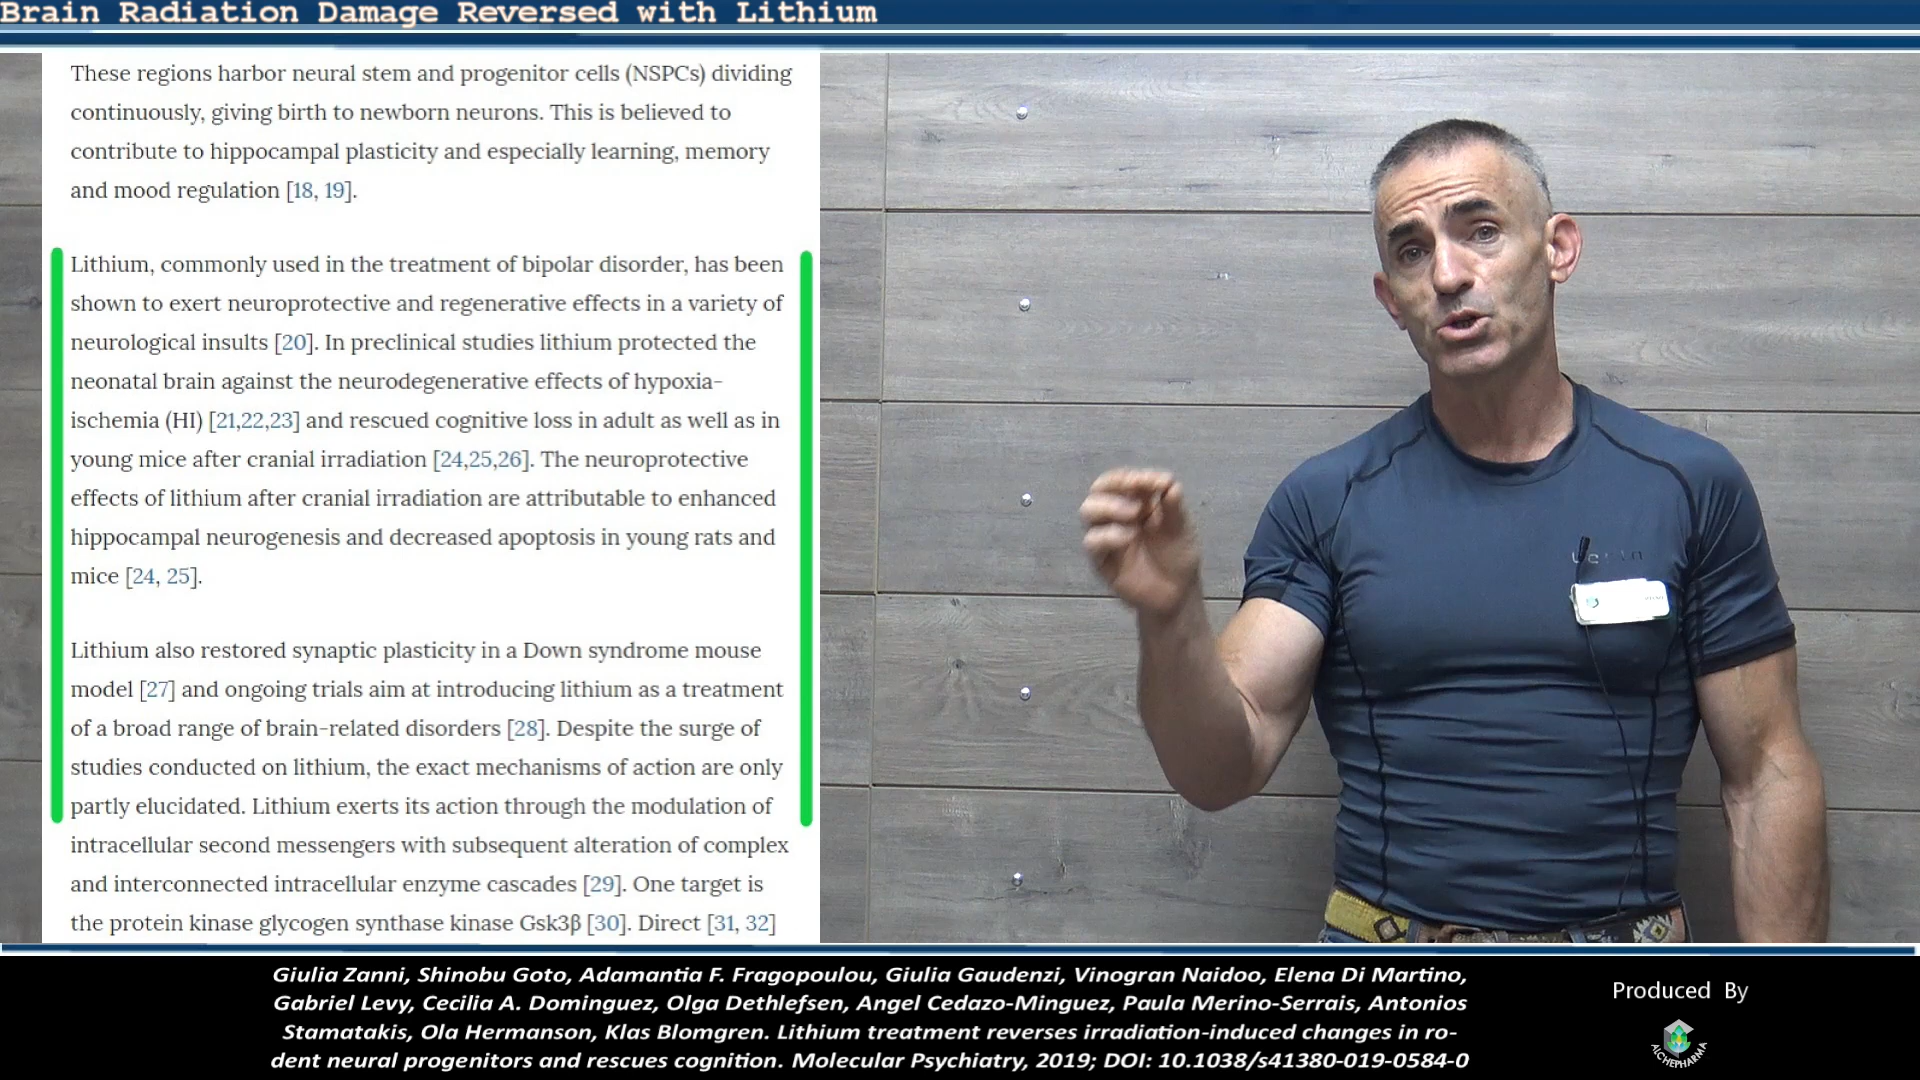 Brain Radiation Damage Reversed with Lithium
These regions harbor neural stem and progenitor cells (NSPCs) dividing
continuously, giving birth to newborn neurons. This is believed to
contribute to hippocampal plasticity and especially learning, memory
and mood regulation [18, 19].
Lithium, commonly used in the treatment of bipolar disorder, has been
shown to exert neuroprotective and regenerative effects in a variety of
neurological insults [20]. In preclinical studies lithium protected the
neonatal brain against the neurodegenerative effects of hypoxia-
ischemia (HI) [21,22,23] and rescued cognitive loss in adult as well as in
young mice after cranial irradiation [24,25,26]. The neuroprotective
effects of lithium after cranial irradiation are attributable to enhanced
hippocampal neurogenesis and decreased apoptosis in young rats and
mice [24, 25].
Lithium also restored synaptic plasticity in a Down syndrome mouse
model [27] and ongoing trials aim at introducing lithium as a treatment
of a broad range of brain-related disorders [28]. Despite the surge of
studies conducted on lithium, the exact mechanisms of action are only
partly elucidated. Lithium exerts its action through the modulation of
intracellular second messengers with subsequent alteration of complex
and interconnected intracellular enzyme cascades [29]. One target is
the protein kinase glycogen synthase kinase Gsk3β [30]. Direct [31, 32]
Giulia Zanni, Shinobu Goto, Adamantia F. Fragopoulou, Giulia Gaudenzi, Vinogran Naidoo, Elena Di Martino,
Gabriel Levy, Cecilia A. Dominguez, Olga Dethlefsen, Angel Cedazo-Minguez, Paula Merino-Serrais, Antonios
Stamatakis, Ola Hermanson, Klas Blomgren. Lithium treatment reverses irradiation-induced changes in ro-
dent neural progenitors and rescues cognition. Molecular Psychiatry, 2019; DOI: 10.1038/s41380-019-0584-0
Produced By
ALCHEPHARMA